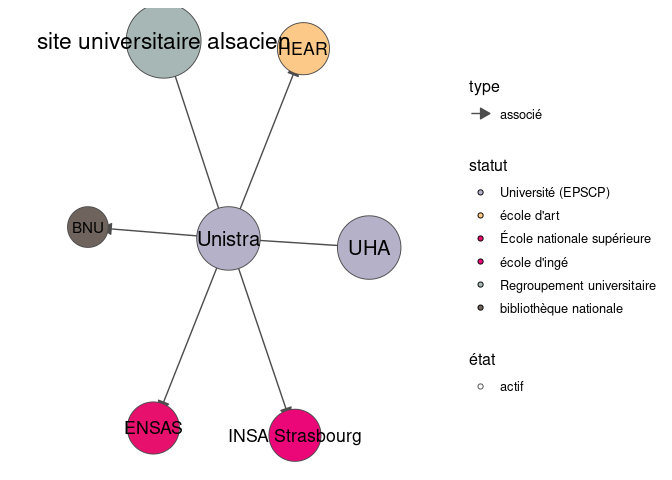 site universitaire alsacien
HEAR
BNU
Unistra
UHA
ENSAS
INSA Strasbourg
type
associé
statut
Université (EPSCP)
école d'art
École nationale supérieure
école d'ingé
Regroupement universitaire
bibliothèque nationale
état
actif